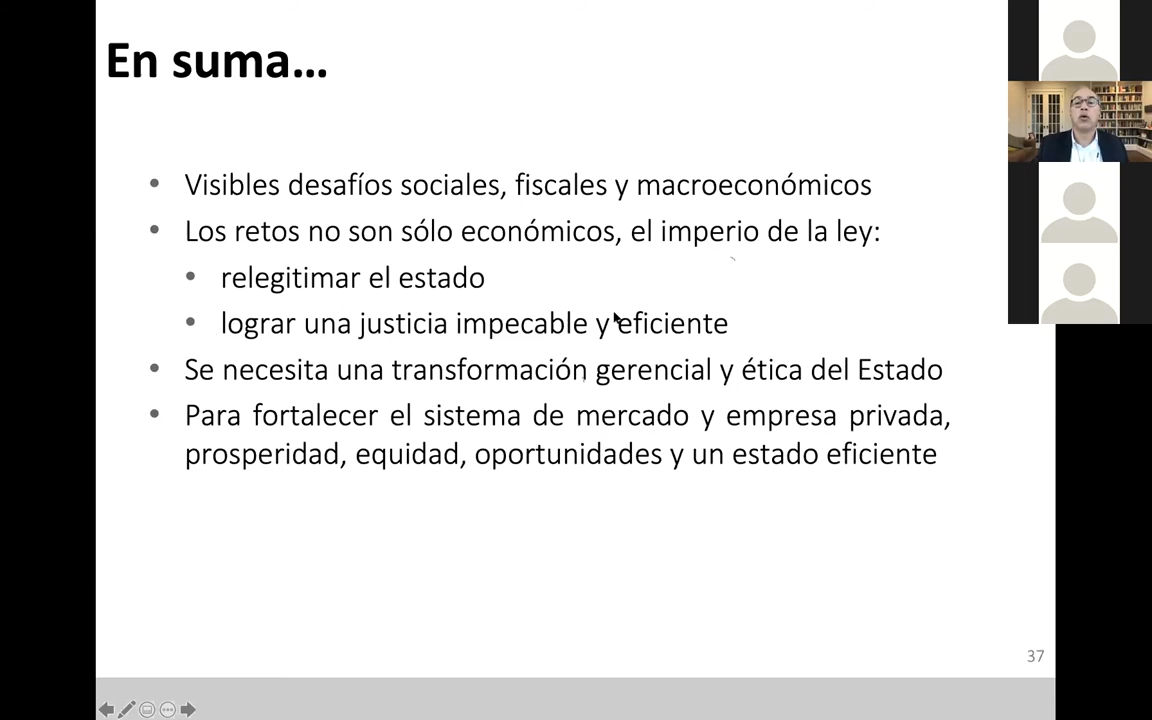 En suma...
• Visibles desafíos sociales, fiscales y macroeconómicos
• Los retos no son sólo económicos, el imperio de la ley:
• relegitimar el estado
• lograr una justicia impecable y eficiente
• Se necesita una transformación gerencial y ética del Estado
• Para fortalecer el sistema de mercado y empresa privada,
prosperidad, equidad, oportunidades y un estado eficiente
37